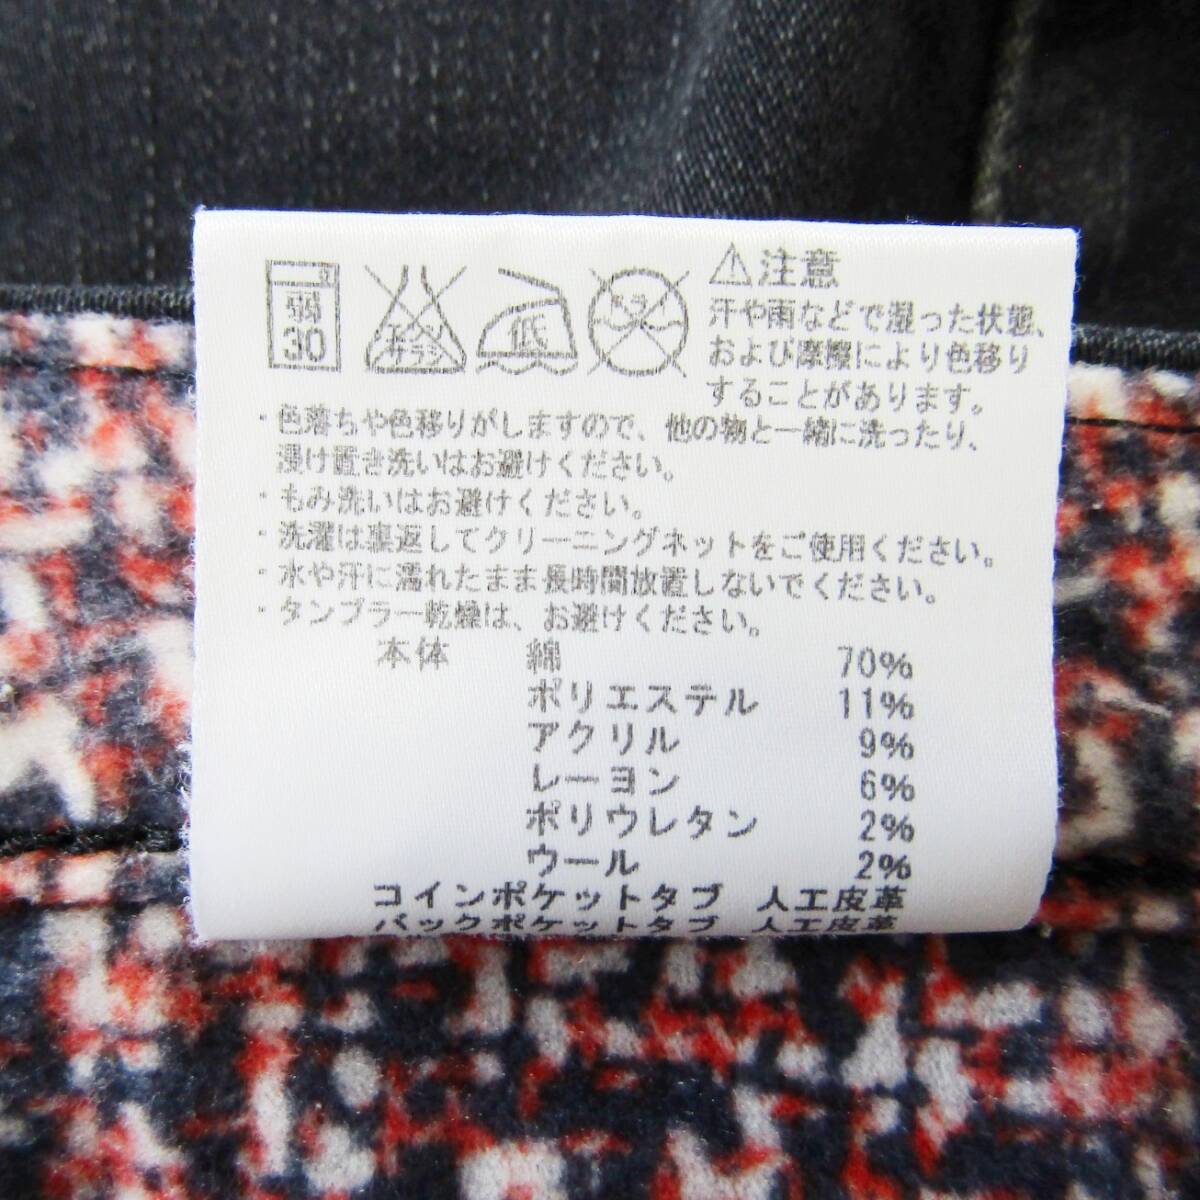 弱
30
エンソ
サラシ
低
ドライ
⚠注意
汗や雨などで湿った状態、
および摩擦により色移り
することがあります。
・色落ちや色移りがしますので、他の物と一緒に洗ったり、
浸け置き洗いはお避けください。
・もみ洗いはお避けください。
・洗濯は裏返してクリーニングネットをご使用ください。
・水や汗に濡れたまま長時間放置しないでください。
・タンブラー乾燥は、お避けください。
本体 綿 70%
ポリエステル 11%
アクリル 9%
レーヨン 6%
ポリウレタン 2%
ウール 2%
コインポケットタブ 人工皮革
バックポケットタブ 人工皮革